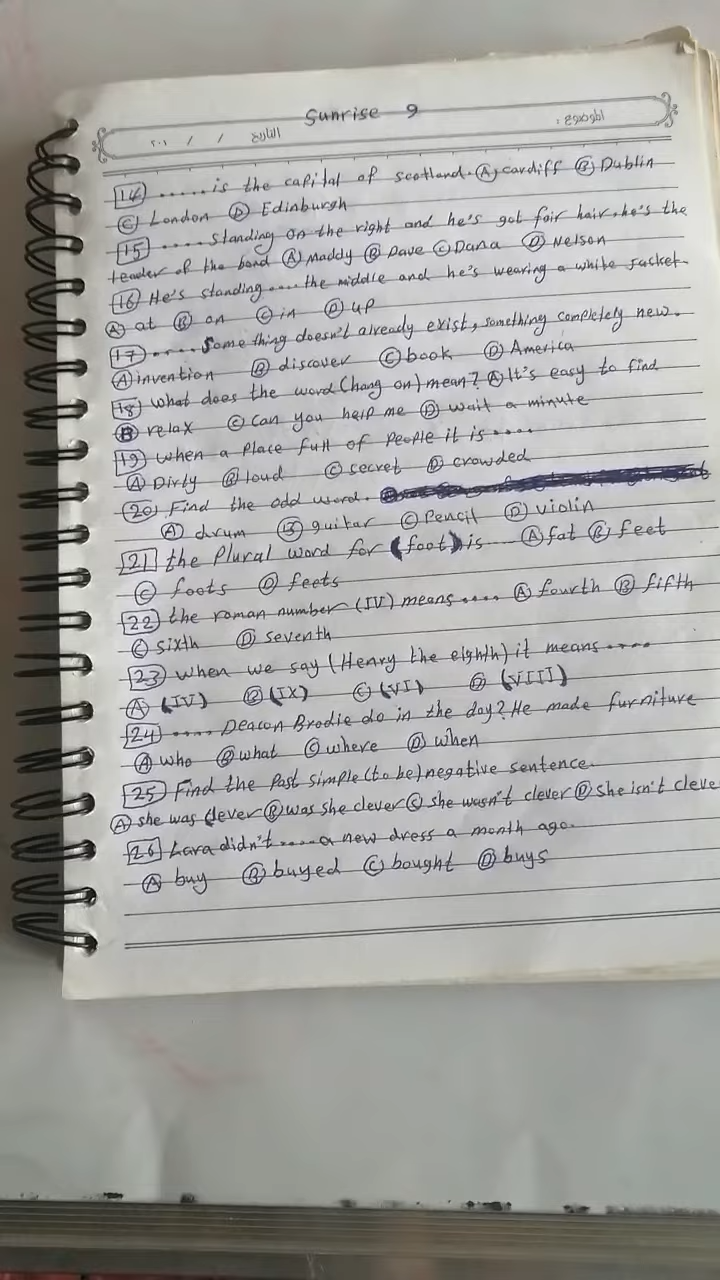 Sunrise 9
الموضوع : التاريخ / / ٢٠١
14 ..... is the capital of scotland. A cardiff B Dublin
C London D Edinburgh
15 .... Standing on the right and he's got fair hair, he's the
leader of the band A Maddy B Dave C Dana D Nelson
16 He's standing.... the middle and he's wearing a white Jacket.
A at B on C in D up
17 .... Some thing doesn't already exist, something completely new.
A invention B discover C book D America
18 what does the word (hang on) mean? A It's easy to find
B relax C Can you help me D wait a minute
19 when a place full of people it is ....
A Dirty B loud C secret D crowded
20 Find the odd word.
A drum B guitar C Pencil D violin
21 the Plural word for (foot) is A fat B feet
C foots D feets
22 the roman number (IV) means .... A fourth B fifth
C sixth D seventh
23 when we say (Henry the eighth) it means ....
A (IV) B (IX) C (VI) D (VIII)
24 .... Deacon Brodie do in the day? He made furniture
A who B what C where D when
25 Find the Past simple (to be) negative sentence.
A she was clever B was she clever C she wasn't clever D she isn't cleve
26 Lara didn't .... a new dress a month ago.
A buy B buyed C bought D buys